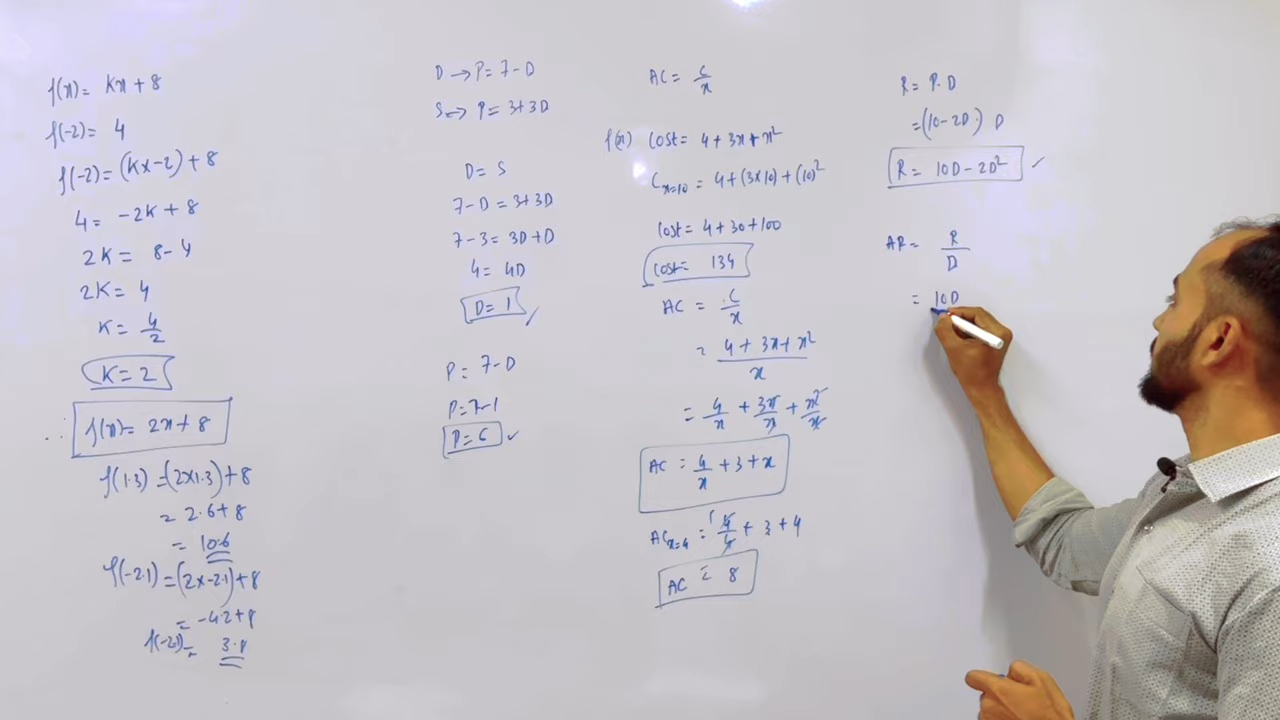 f(x) = Kx + 8
f(-2) = 4
f(-2) = (K×-2) + 8
4 = -2K + 8
2K = 8-4
2K = 4
K = 4/2
K = 2
∴ f(x) = 2x + 8
f(1.3) = (2×1.3) + 8
= 2.6 + 8
= 10.6
f(-2.1) = (2×-2.1) + 8
= -4.2 + 8
f(-2.1) = 3.8
D → P = 7-D
S → P = 3+3D
D = S
7-D = 3+3D
7-3 = 3D+D
4 = 4D
D = 1 ✓
P = 7-D
P = 7-1
P = 6 ✓
AC = C/x
f(x) Cost = 4 + 3x + x²
C x=10 = 4 + (3×10) + (10)²
Cost = 4 + 30 + 100
Cost = 134
AC = C/x
= 4 + 3x + x² / x
= 4/x + 3x/x + x²/x
AC = 4/x + 3 + x
AC x=4 = 4/4 + 3 + 4
AC = 8
R = P.D
= (10-2D) D
R = 10D - 2D² ✓
AR = R/D
= 10D